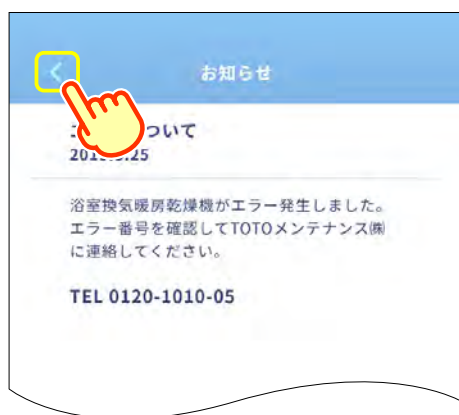 お知らせ
ついて
浴室換気暖房乾燥機がエラー発生しました。
エラー番号を確認してTOTOメンテナンス㈱
に連絡してください。
TEL 0120-1010-05